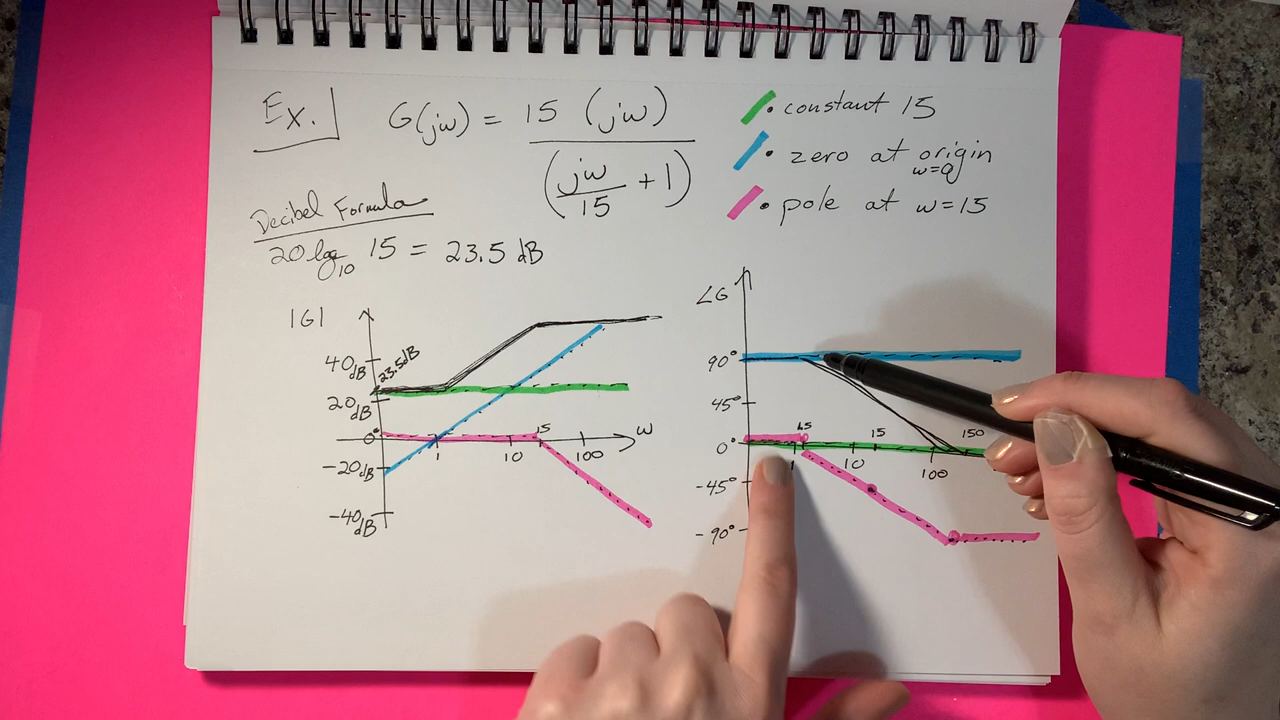 Ex. 1
G(jω) = 15 (jω)
(jω/15 + 1)
• constant 15
• zero at origin
ω=0
• pole at ω=15
Decibel Formula
20 log₁₀ 15 = 23.5 dB
|G|
40dB
23.5dB
20dB
0°
-20dB
-40dB
1
10
15
100
ω
∠G
90°
45°
0°
-45°
-90°
1.5
15
150
1
10
100